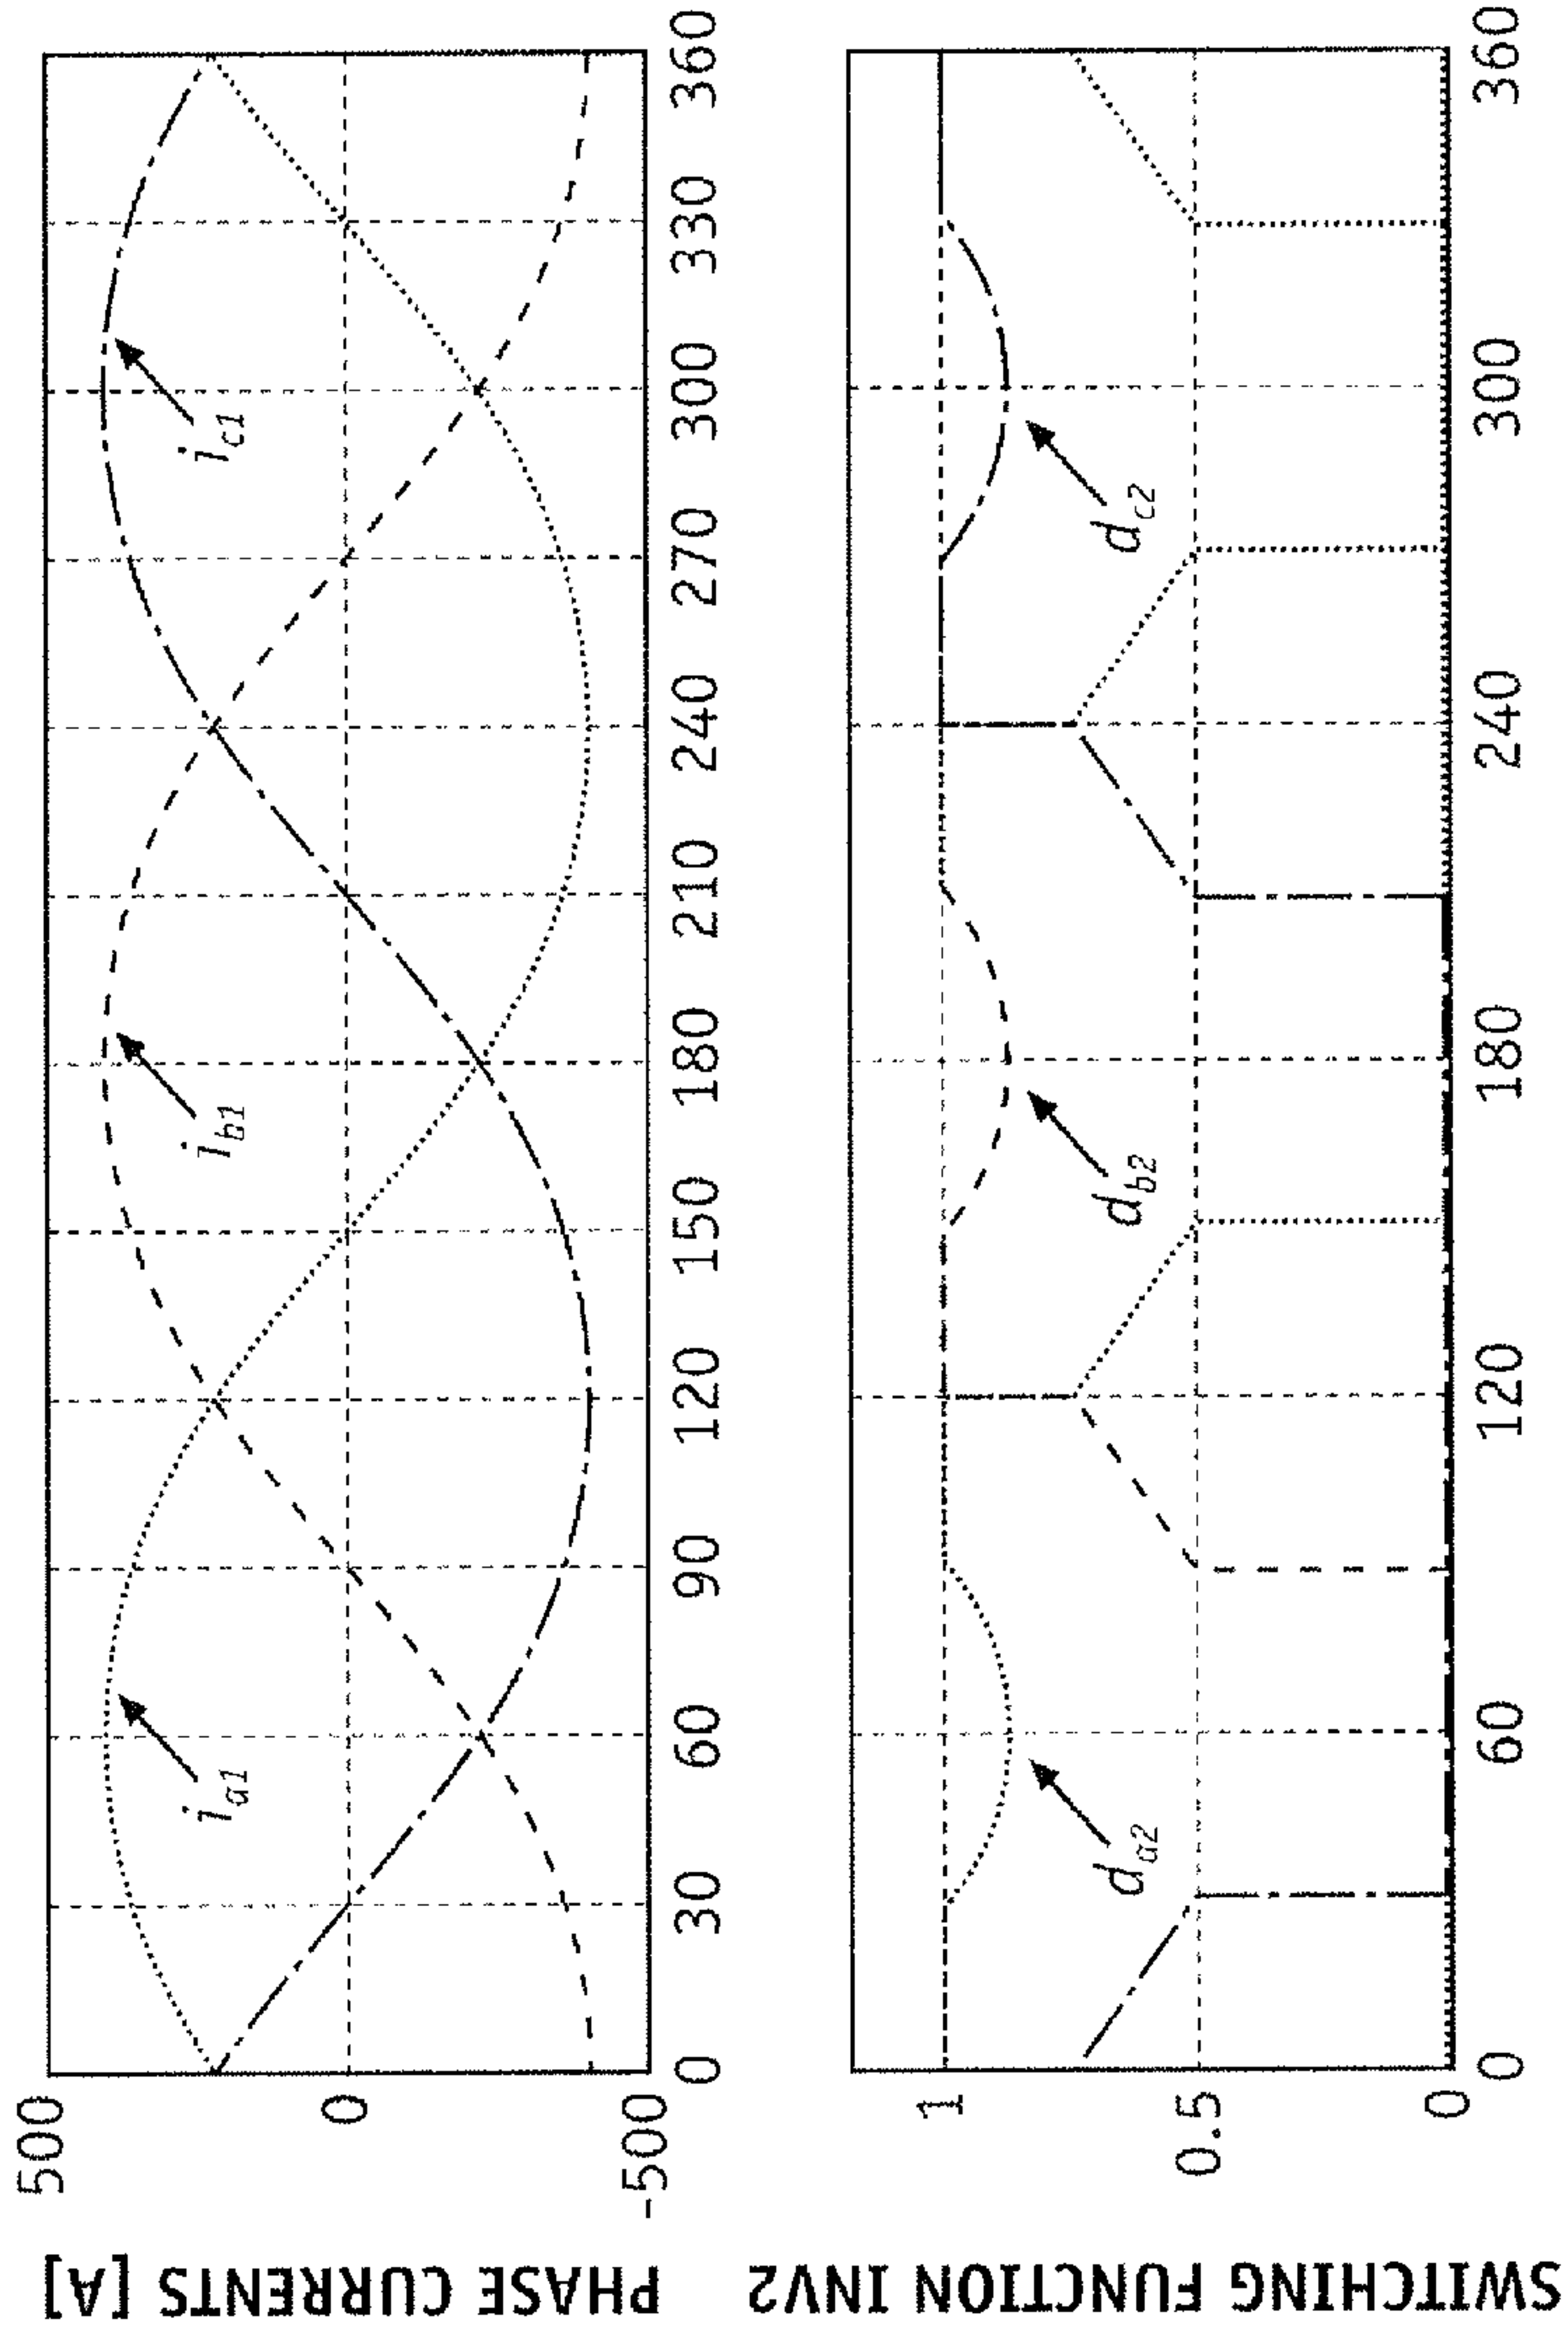 PHASE CURRENTS [A]
500
0
-500
i_a1
i_b1
i_c1
0 30 60 90 120 150 180 210 240 270 300 330 360
SWITCHING FUNCTION INV2
1
0.5
0
d_a2
d_b2
d_c2
0 60 120 180 240 300 360